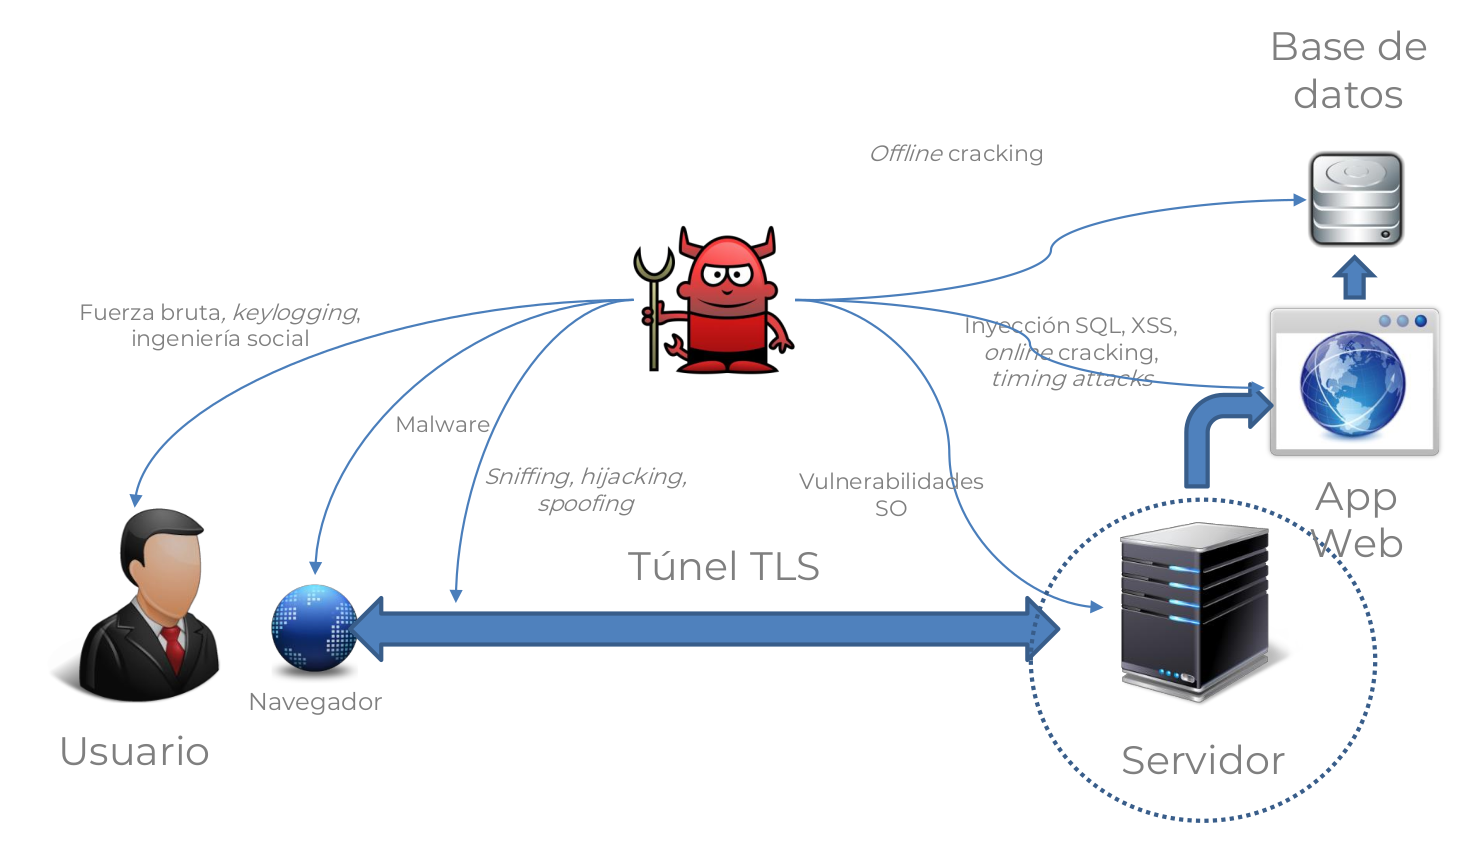 Base de
datos
Offline cracking
Fuerza bruta, keylogging,
ingeniería social
Inyección SQL, XSS,
online cracking,
timing attacks
Malware
Sniffing, hijacking,
spoofing
Vulnerabilidades
SO
App
Web
Túnel TLS
Navegador
Usuario
Servidor